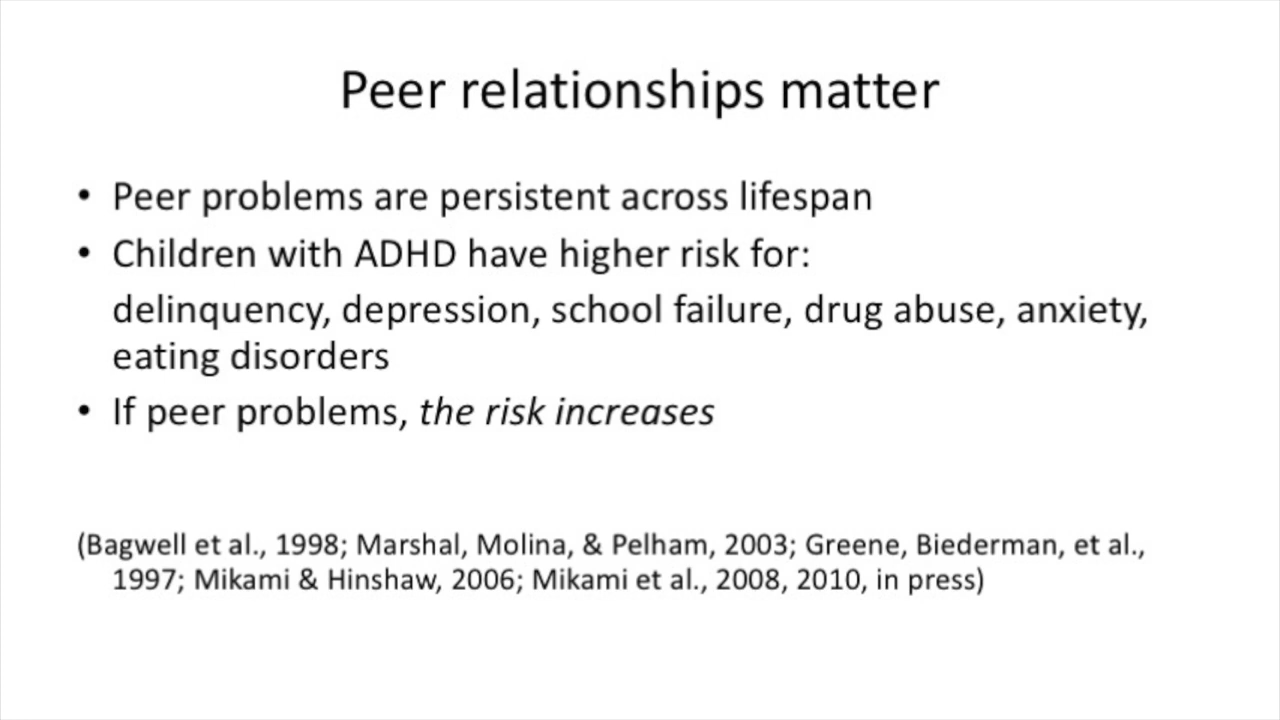 Peer relationships matter
• Peer problems are persistent across lifespan
• Children with ADHD have higher risk for:
delinquency, depression, school failure, drug abuse, anxiety,
eating disorders
• If peer problems, the risk increases
(Bagwell et al., 1998; Marshal, Molina, & Pelham, 2003; Greene, Biederman, et al.,
1997; Mikami & Hinshaw, 2006; Mikami et al., 2008, 2010, in press)